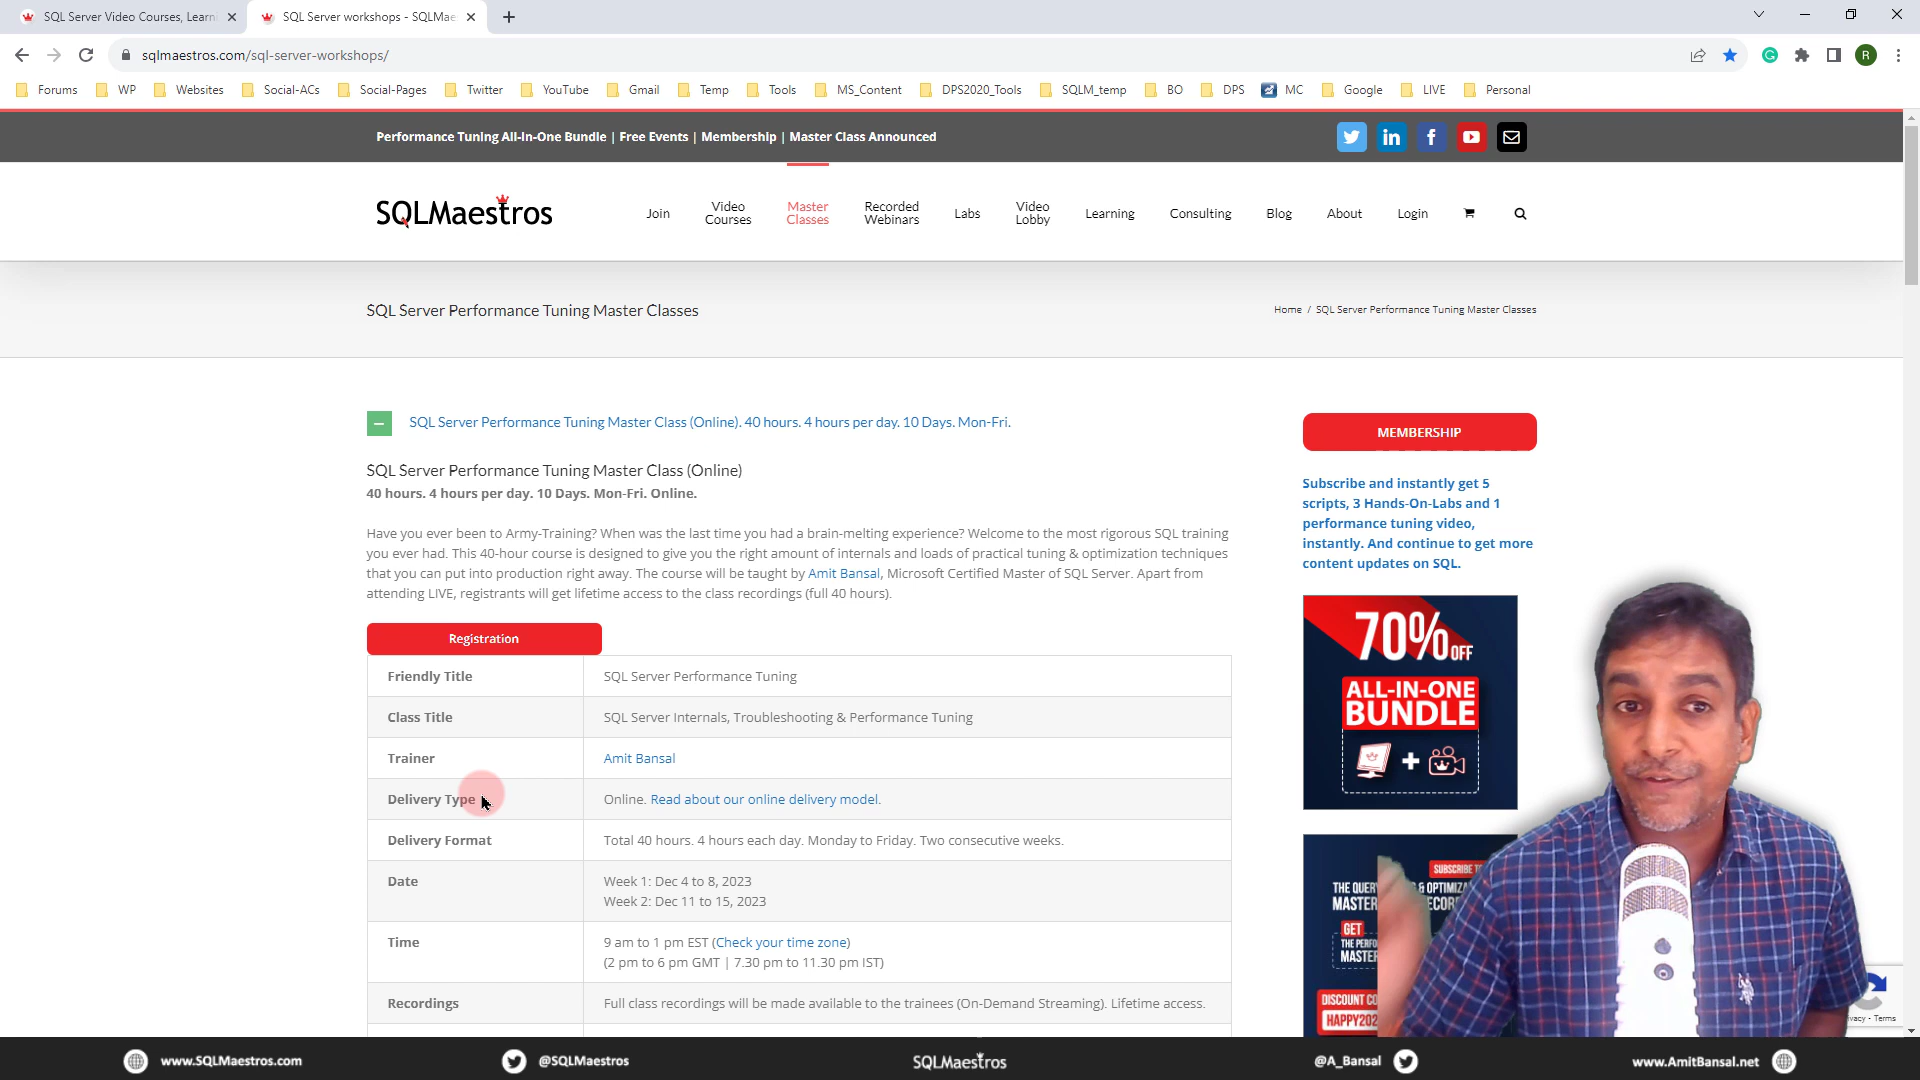 SQL Server Video Courses, Learni
SQL Server workshops - SQLMae
sqlmaestros.com/sql-server-workshops/
R
Forums WP Websites Social-ACs Social-Pages Twitter YouTube Gmail Temp Tools MS_Content DPS2020_Tools SQLM_temp BO DPS MC Google LIVE Personal
Performance Tuning All-In-One Bundle | Free Events | Membership | Master Class Announced
SQLMaestros
Join
Video
Courses
Master
Classes
Recorded
Webinars
Labs
Video
Lobby
Learning
Consulting
Blog
About
Login
SQL Server Performance Tuning Master Classes
Home / SQL Server Performance Tuning Master Classes
SQL Server Performance Tuning Master Class (Online). 40 hours. 4 hours per day. 10 Days. Mon-Fri.
SQL Server Performance Tuning Master Class (Online)
40 hours. 4 hours per day. 10 Days. Mon-Fri. Online.
Have you ever been to Army-Training? When was the last time you had a brain-melting experience? Welcome to the most rigorous SQL training
you ever had. This 40-hour course is designed to give you the right amount of internals and loads of practical tuning & optimization techniques
that you can put into production right away. The course will be taught by Amit Bansal, Microsoft Certified Master of SQL Server. Apart from
attending LIVE, registrants will get lifetime access to the class recordings (full 40 hours).
Registration
Friendly Title SQL Server Performance Tuning
Class Title SQL Server Internals, Troubleshooting & Performance Tuning
Trainer Amit Bansal
Delivery Type Online. Read about our online delivery model.
Delivery Format Total 40 hours. 4 hours each day. Monday to Friday. Two consecutive weeks.
Date Week 1: Dec 4 to 8, 2023
Week 2: Dec 11 to 15, 2023
Time 9 am to 1 pm EST (Check your time zone)
(2 pm to 6 pm GMT | 7.30 pm to 11.30 pm IST)
Recordings Full class recordings will be made available to the trainees (On-Demand Streaming). Lifetime access.
MEMBERSHIP
Subscribe and instantly get 5
scripts, 3 Hands-On-Labs and 1
performance tuning video,
instantly. And continue to get more
content updates on SQL.
70% OFF
ALL-IN-ONE
BUNDLE
SUBSCRIBE TO
THE QUER & OPTIMIZA
MASTER RECOR
GET
THE PERFO
MASTER
DISCOUNT CO
HAPPY202
vacy - Terms
www.SQLMaestros.com @SQLMaestros SQLMaestros @A_Bansal www.AmitBansal.net